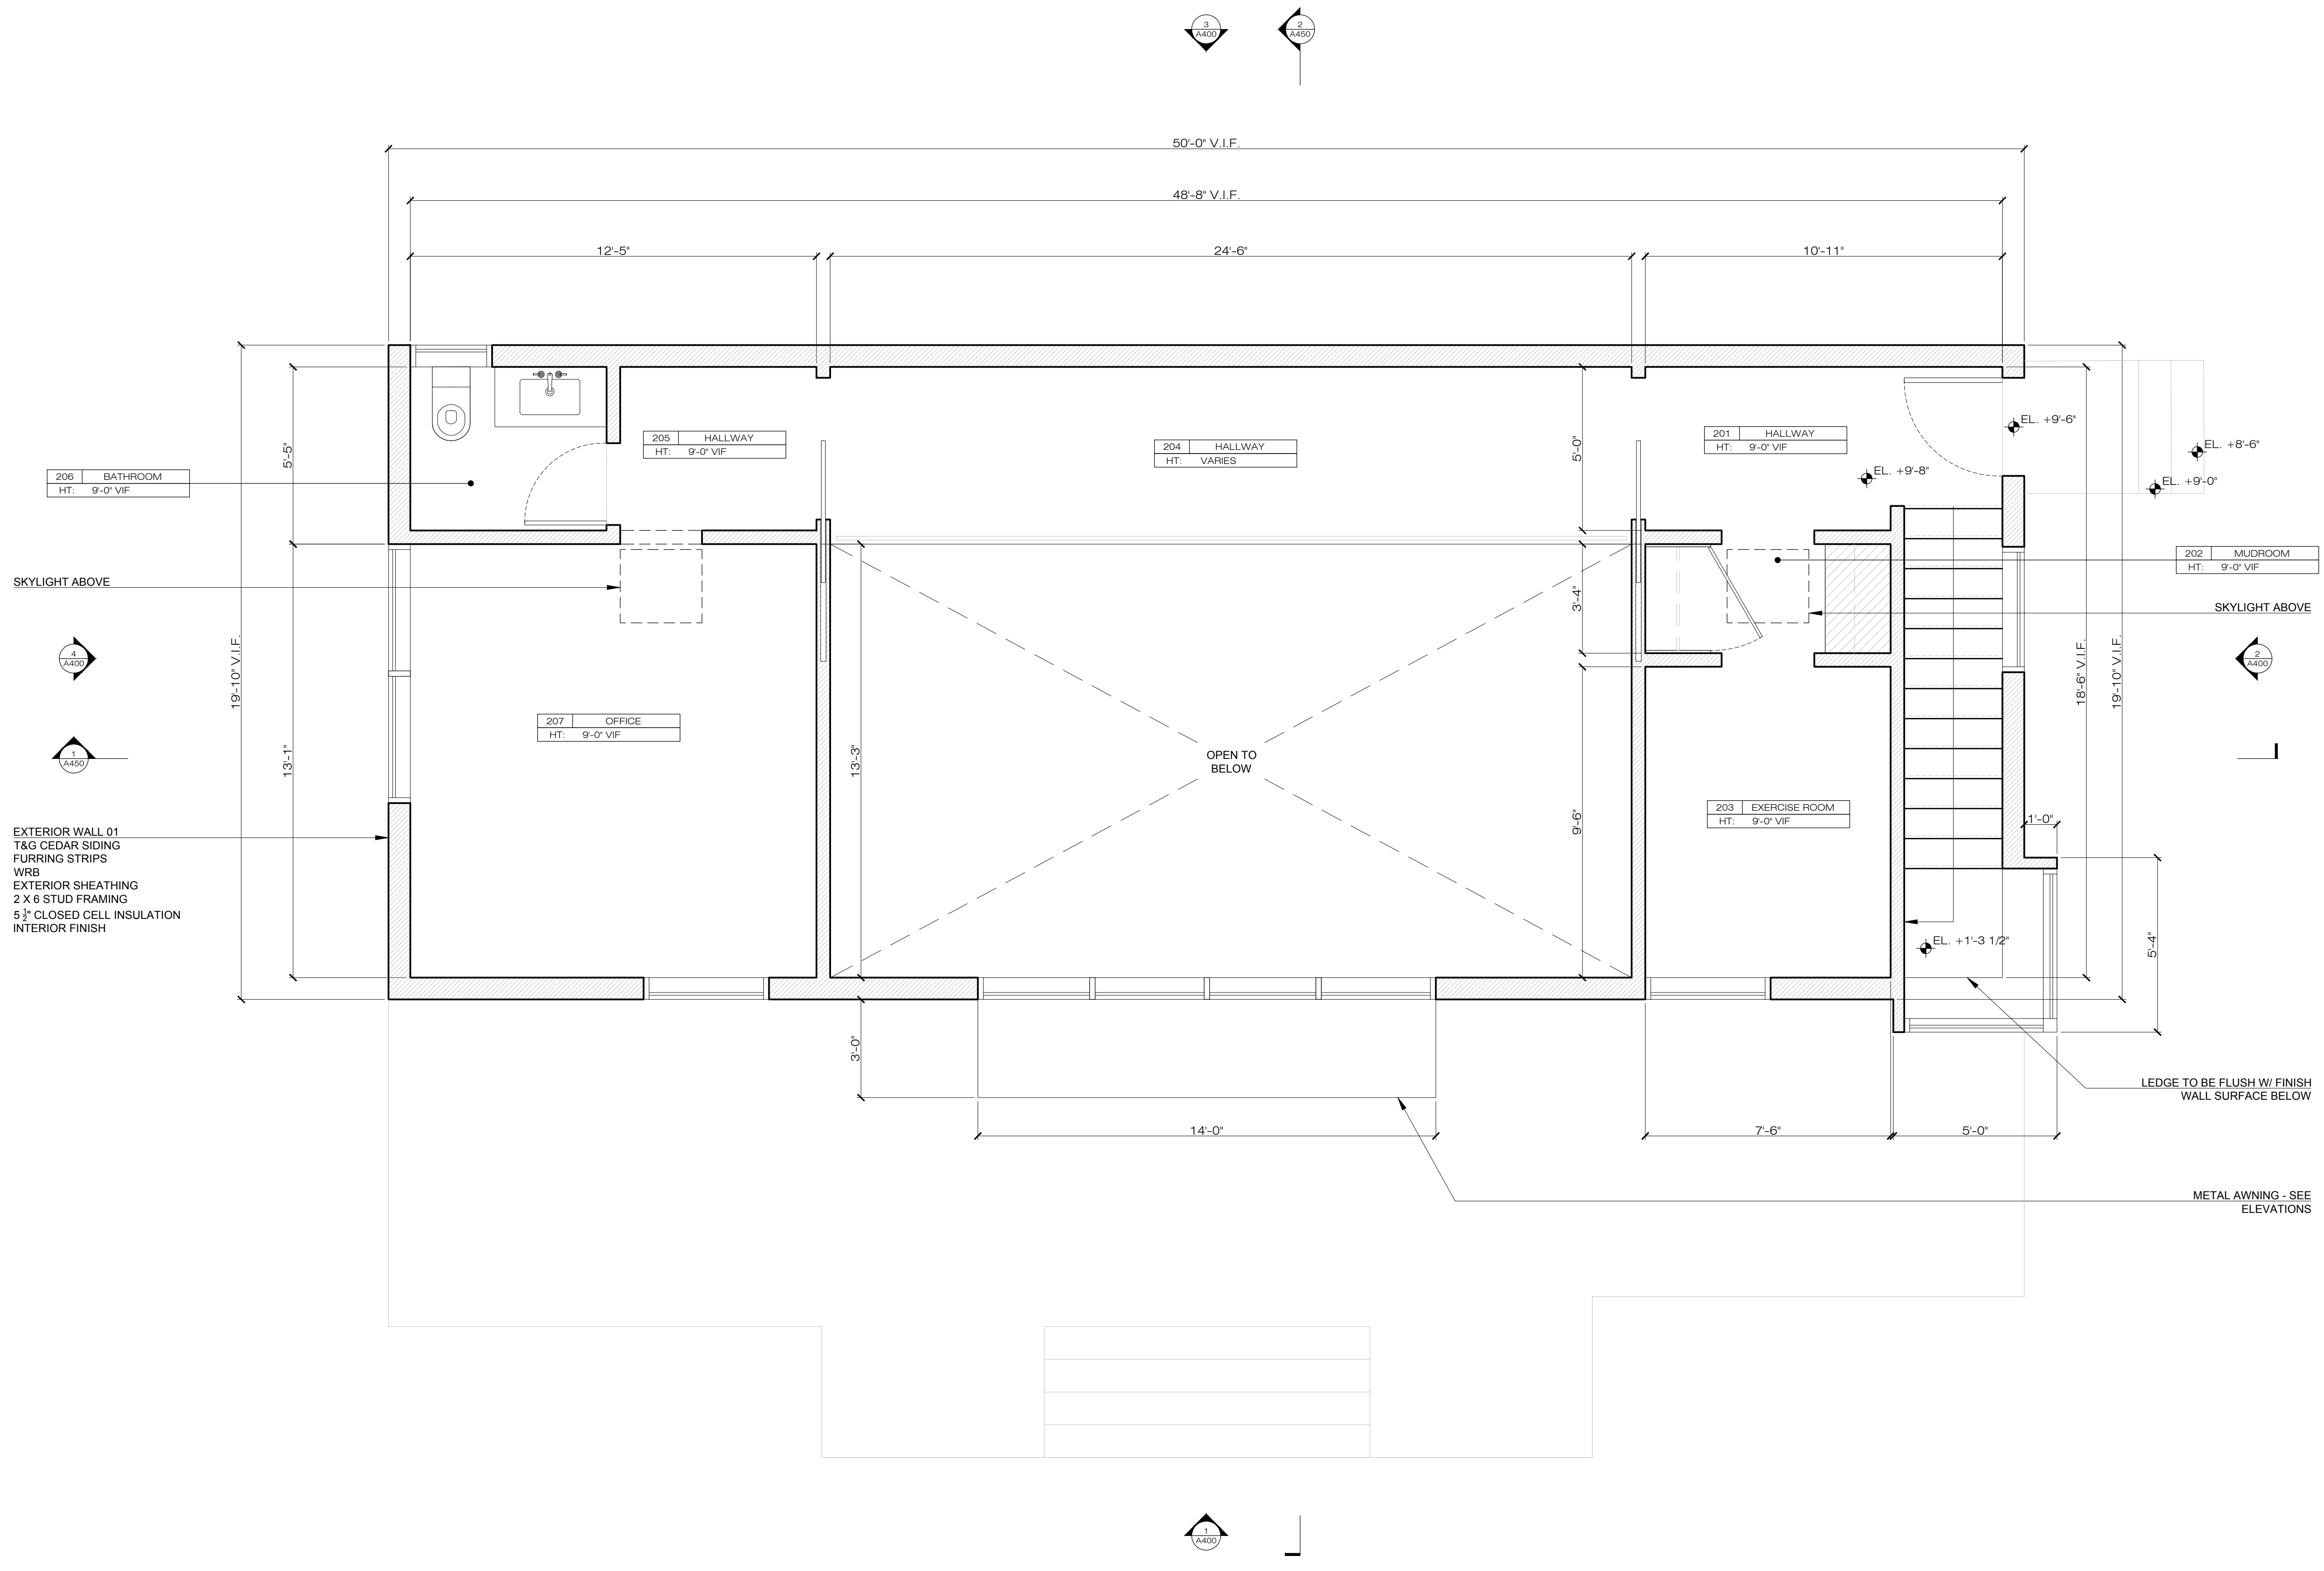 3
A400
2
A450
50'-0" V.I.F.
48'-8" V.I.F.
12'-5"
24'-6"
10'-11"
205 HALLWAY
HT: 9'-0" VIF
204 HALLWAY
HT: VARIES
201 HALLWAY
HT: 9'-0" VIF
EL. +9'-6"
EL. +8'-6"
EL. +9'-8"
EL. +9'-0"
5'-5"
5'-0"
206 BATHROOM
HT: 9'-0" VIF
202 MUDROOM
HT: 9'-0" VIF
SKYLIGHT ABOVE
3'-4"
SKYLIGHT ABOVE
4
A400
19'-10" V.I.F.
18'-6" V.I.F.
19'-10" V.I.F.
2
A400
207 OFFICE
HT: 9'-0" VIF
1
A450
13'-1"
13'-3"
OPEN TO
BELOW
9'-6"
203 EXERCISE ROOM
HT: 9'-0" VIF
1'-0"
EXTERIOR WALL 01
T&G CEDAR SIDING
FURRING STRIPS
WRB
EXTERIOR SHEATHING
2 X 6 STUD FRAMING
5 1/2" CLOSED CELL INSULATION
INTERIOR FINISH
EL. +1'-3 1/2"
5'-4"
3'-0"
LEDGE TO BE FLUSH W/ FINISH
WALL SURFACE BELOW
14'-0"
7'-6"
5'-0"
METAL AWNING - SEE
ELEVATIONS
1
A400